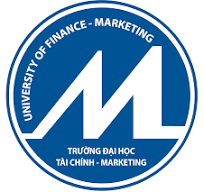 UNIVERSITY OF FINANCE - MARKETING
TRƯỜNG ĐẠI HỌC
TÀI CHÍNH - MARKETING